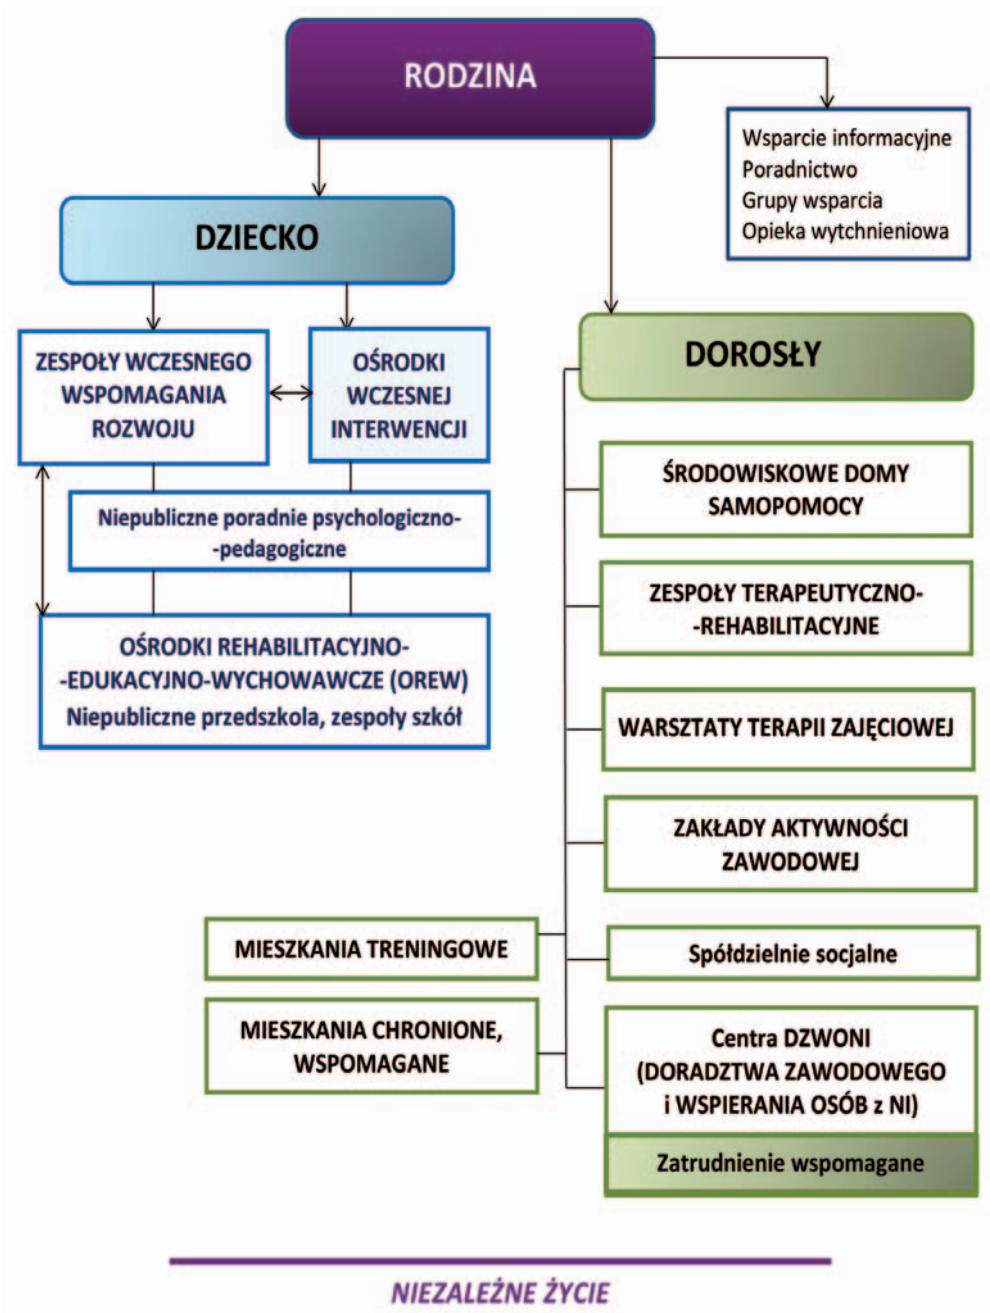 RODZINA
Wsparcie informacyjne
Poradnictwo
Grupy wsparcia
Opieka wytchnieniowa
DZIECKO
ZESPOŁY WCZESNEGO
WSPOMAGANIA
ROZWOJU
OŚRODKI
WCZESNEJ
INTERWENCJI
Niepubliczne poradnie psychologiczno-
-pedagogiczne
OŚRODKI REHABILITACYJNO-
-EDUKACYJNO-WYCHOWAWCZE (OREW)
Niepubliczne przedszkola, zespoły szkół
DOROSŁY
ŚRODOWISKOWE DOMY
SAMOPOMOCY
ZESPOŁY TERAPEUTYCZNO-
-REHABILITACYJNE
WARSZTATY TERAPII ZAJĘCIOWEJ
ZAKŁADY AKTYWNOŚCI
ZAWODOWEJ
MIESZKANIA TRENINGOWE
Spółdzielnie socjalne
MIESZKANIA CHRONIONE,
WSPOMAGANE
Centra DZWONI
(DORADZTWA ZAWODOWEGO
i WSPIERANIA OSÓB z NI)
Zatrudnienie wspomagane
NIEZALEŻNE ŻYCIE